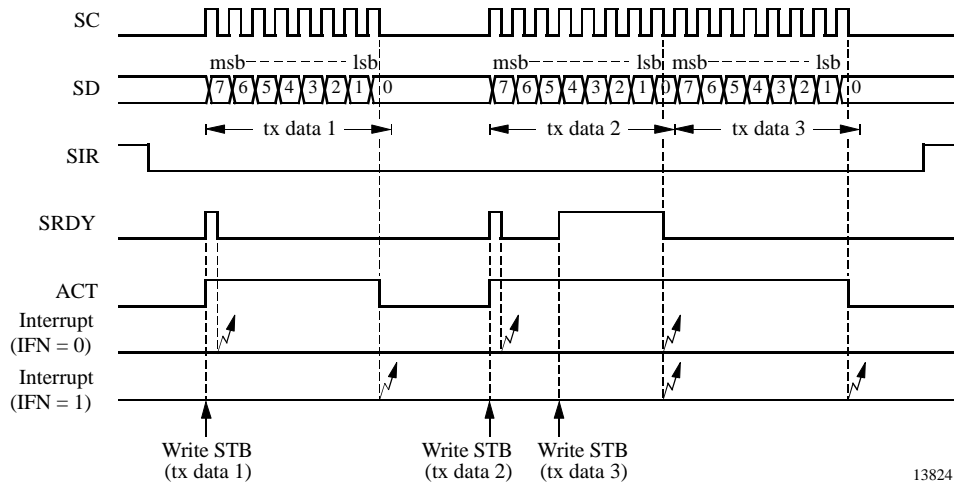 SC
msb lsb msb lsb
SD 7 6 5 4 3 2 1 0 7 6 5 4 3 2 1 0 7 6 5 4 3 2 1 0
tx data 1 tx data 2 tx data 3
SIR
SRDY
ACT
Interrupt
(IFN = 0)
Interrupt
(IFN = 1)
Write STB
(tx data 1)
Write STB
(tx data 2)
Write STB
(tx data 3)
13824